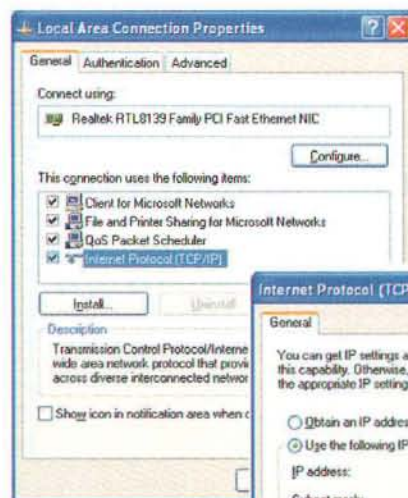 Local Area Connection Properties
General Authentication Advanced
Connect using:
Realtek RTL8139 Family PCI Fast Ethernet NIC
Configure...
This connection uses the following items:
Client for Microsoft Networks
File and Printer Sharing for Microsoft Networks
QoS Packet Scheduler
Internet Protocol (TCP/IP)
Install... Uninstall
Description
Transmission Control Protocol/Interne
wide area network protocol that provi
across diverse interconnected networ
Show icon in notification area when c
Internet Protocol (TCP
General
You can get IP settings a
this capability. Otherwise,
the appropriate IP setting
Obtain an IP addres
Use the following IP
IP address: